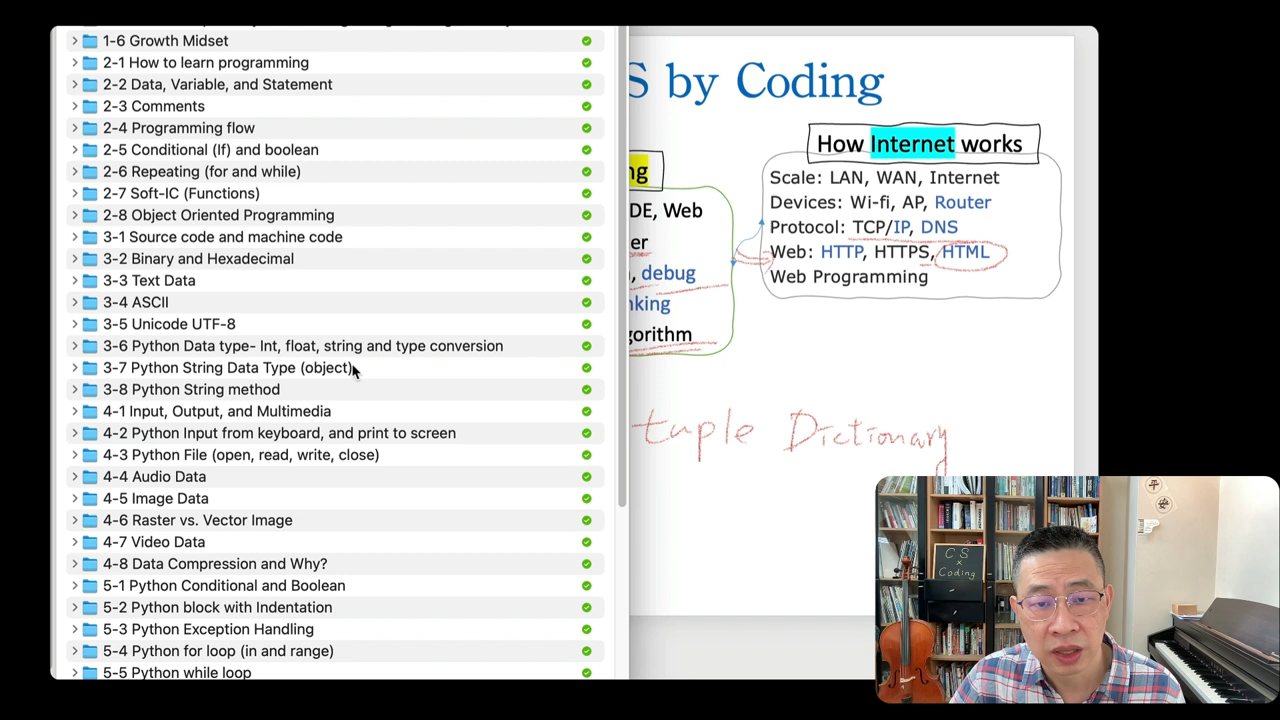 1-6 Growth Midset
2-1 How to learn programming
2-2 Data, Variable, and Statement
2-3 Comments
2-4 Programming flow
2-5 Conditional (If) and boolean
2-6 Repeating (for and while)
2-7 Soft-IC (Functions)
2-8 Object Oriented Programming
3-1 Source code and machine code
3-2 Binary and Hexadecimal
3-3 Text Data
3-4 ASCII
3-5 Unicode UTF-8
3-6 Python Data type- Int, float, string and type conversion
3-7 Python String Data Type (object)
3-8 Python String method
4-1 Input, Output, and Multimedia
4-2 Python Input from keyboard, and print to screen
4-3 Python File (open, read, write, close)
4-4 Audio Data
4-5 Image Data
4-6 Raster vs. Vector Image
4-7 Video Data
4-8 Data Compression and Why?
5-1 Python Conditional and Boolean
5-2 Python block with Indentation
5-3 Python Exception Handling
5-4 Python for loop (in and range)
5-5 Python while loop
S by Coding
ng
DE, Web
er
, debug
nking
gorithm
How Internet works
Scale: LAN, WAN, Internet
Devices: Wi-fi, AP, Router
Protocol: TCP/IP, DNS
Web: HTTP, HTTPS, HTML
Web Programming
tuple Dictionary
CS
x
Coding
平
安